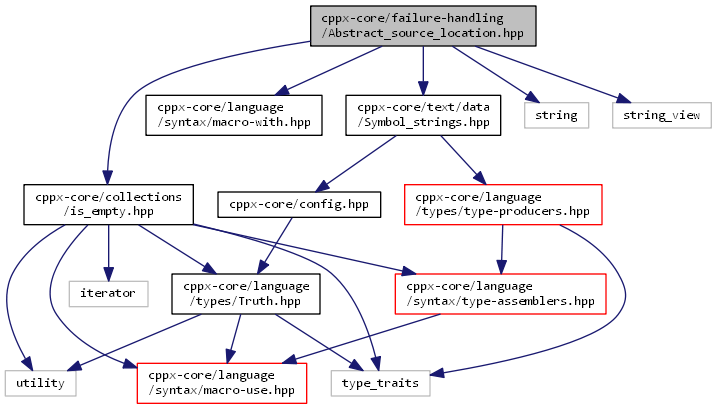 cppx-core/failure-handling
/Abstract_source_location.hpp
cppx-core/language
/syntax/macro-with.hpp
cppx-core/text/data
/Symbol_strings.hpp
string
string_view
cppx-core/collections
/is_empty.hpp
cppx-core/config.hpp
cppx-core/language
/types/type-producers.hpp
iterator
cppx-core/language
/types/Truth.hpp
cppx-core/language
/syntax/type-assemblers.hpp
utility
cppx-core/language
/syntax/macro-use.hpp
type_traits